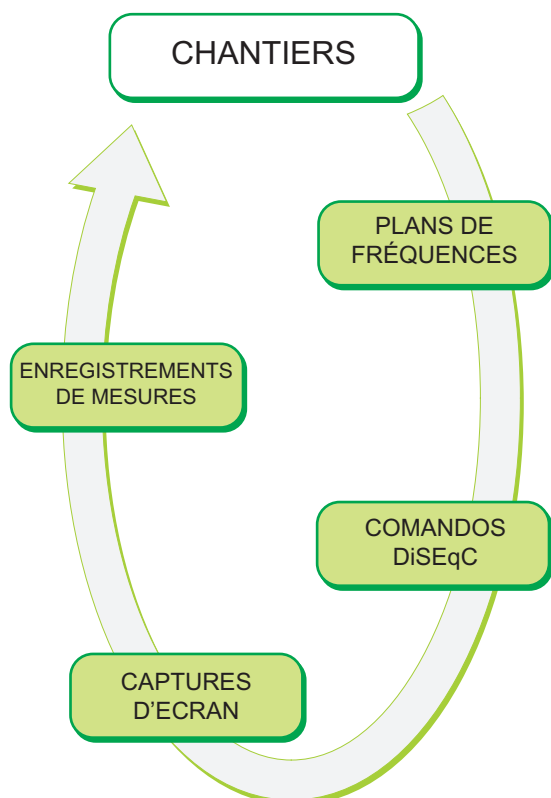 CHANTIERS
PLANS DE
FRÉQUENCES
ENREGISTREMENTS
DE MESURES
COMANDOS
DiSEqC
CAPTURES
D'ECRAN